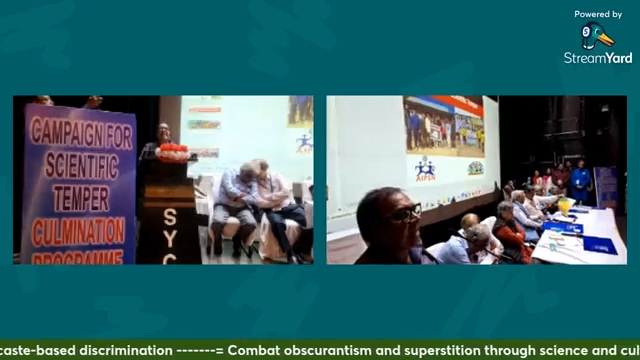 Powered by
StreamYard
CAMPAIGN FOR
SCIENTIFIC
TEMPER
CULMINATION
PROGRAMME
SYC
AIPSN
AIPSN
caste-based discrimination -------= Combat obscurantism and superstition through science and cul